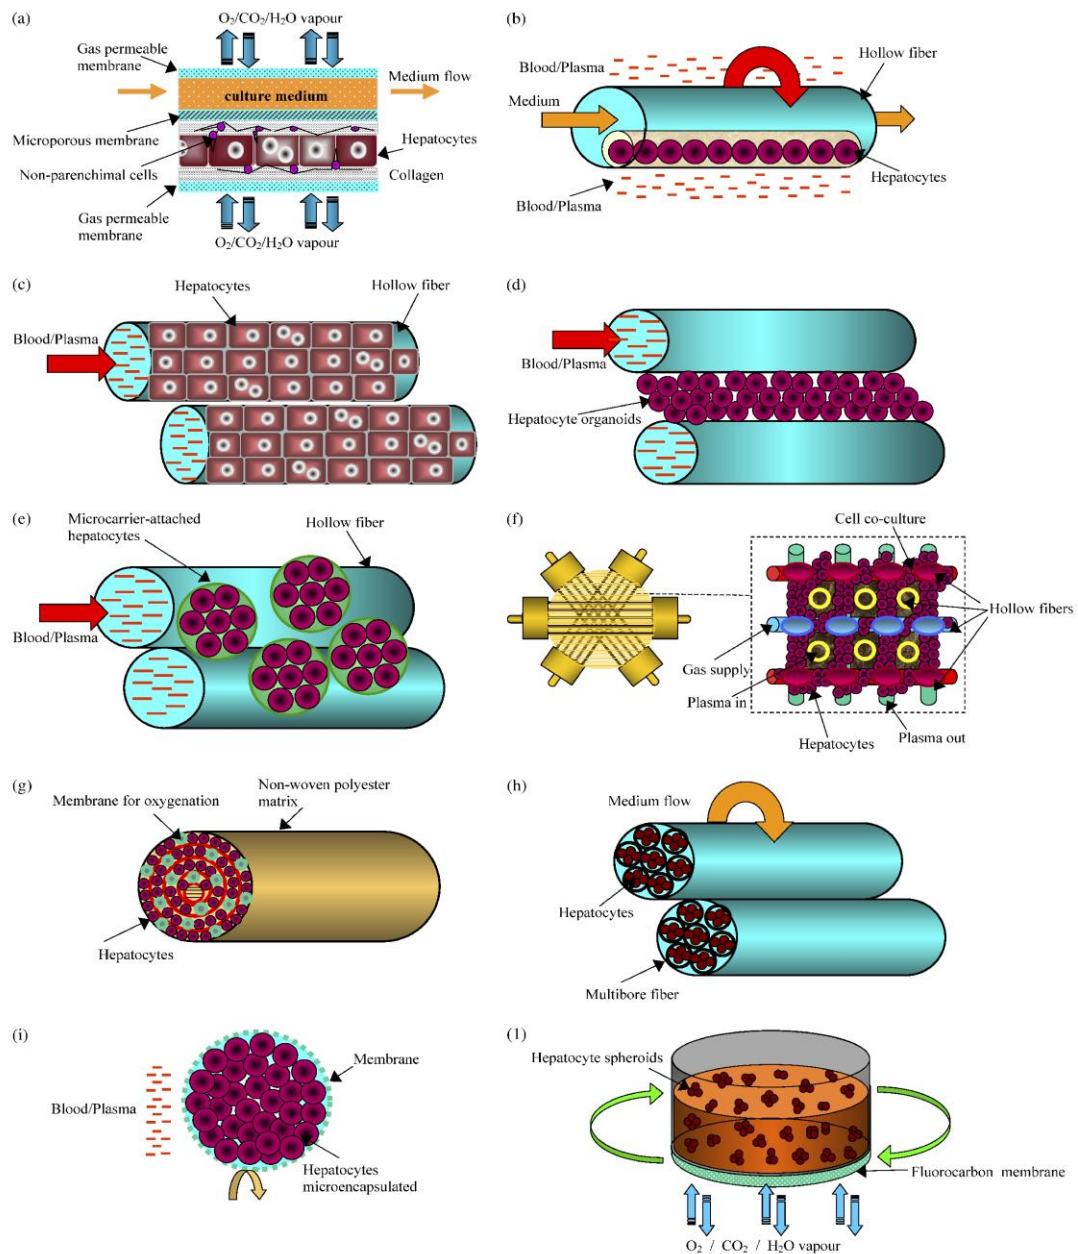 (a)
O₂/CO₂/H₂O vapour
Gas permeable
membrane
Medium flow
culture medium
Microporous membrane
Hepatocytes
Non-parenchimal cells
Collagen
Gas permeable
membrane
O₂/CO₂/H₂O vapour
(b)
Hollow fiber
Blood/Plasma
Medium
Hepatocytes
Blood/Plasma
(c)
Hepatocytes
Hollow fiber
Blood/Plasma
(d)
Blood/Plasma
Hepatocyte organoids
(e)
Microcarrier-attached
hepatocytes
Hollow fiber
Blood/Plasma
(f)
Cell co-culture
Hollow fibers
Gas supply
Plasma in
Hepatocytes
Plasma out
(g)
Non-woven polyester
matrix
Membrane for oxygenation
Hepatocytes
(h)
Medium flow
Hepatocytes
Multibore fiber
(i)
Membrane
Blood/Plasma
Hepatocytes
microencapsulated
(l)
Hepatocyte spheroids
Fluorocarbon membrane
O₂ / CO₂ / H₂O vapour